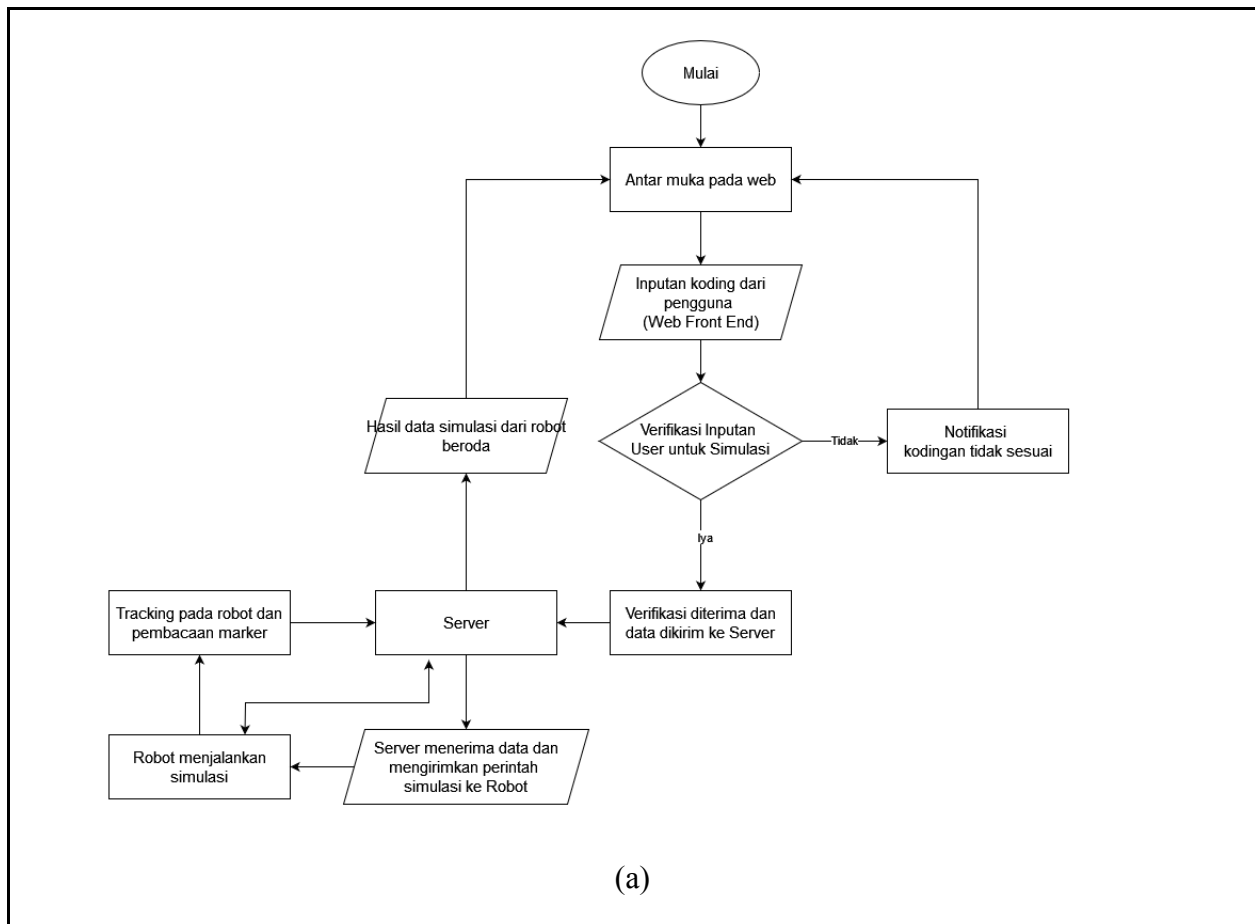 Mulai
Antar muka pada web
Inputan koding dari
pengguna
(Web Front End)
Hasil data simulasi dari robot
beroda
Verifikasi Inputan
User untuk Simulasi
Tidak
Notifikasi
kodingan tidak sesuai
Iya
Tracking pada robot dan
pembacaan marker
Server
Verifikasi diterima dan
data dikirim ke Server
Robot menjalankan
simulasi
Server menerima data dan
mengirimkan perintah
simulasi ke Robot
(a)